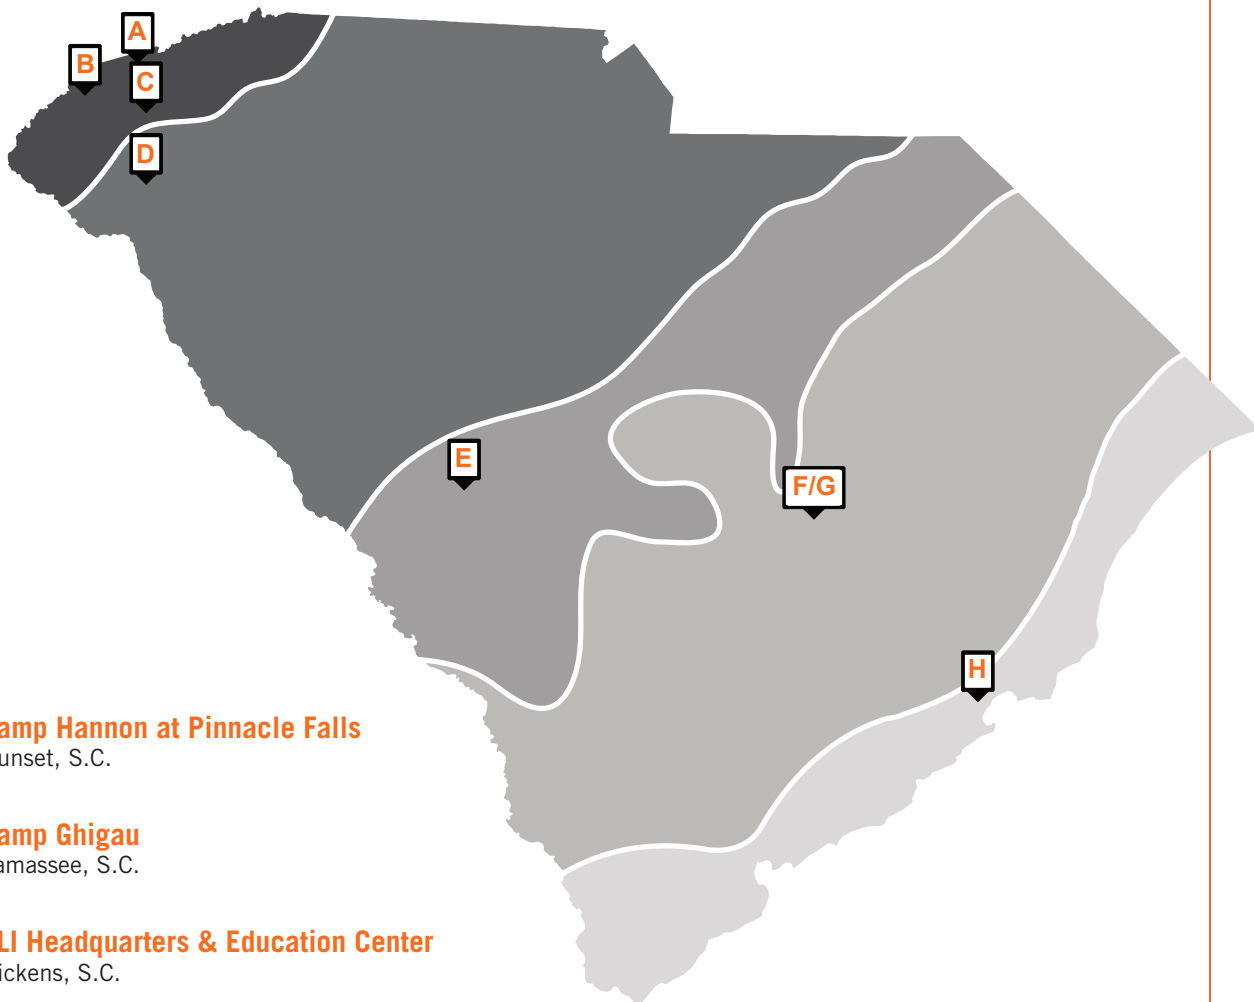 A
B
C
D
E
F/G
H
amp Hannon at Pinnacle Falls
unset, S.C.
amp Ghigau
amassee, S.C.
LI Headquarters & Education Center
ickens, S.C.